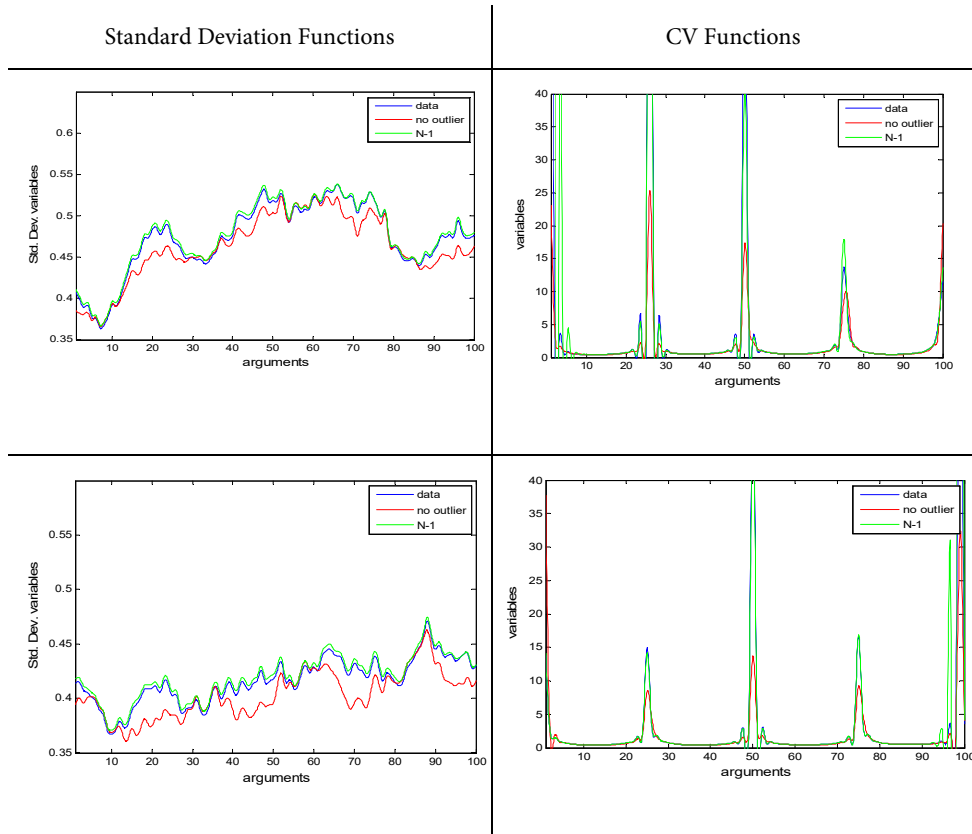 Standard Deviation Functions
CV Functions
data
no outlier
N-1
0.6
0.55
0.5
0.45
0.4
0.35
Std. Dev. variables
10 20 30 40 50 60 70 80 90 100
arguments
data
no outlier
N-1
40
35
30
25
20
15
10
5
0
variables
10 20 30 40 50 60 70 80 90 100
arguments
data
no outlier
N-1
0.55
0.5
0.45
0.4
0.35
Std. Dev. variables
10 20 30 40 50 60 70 80 90 100
arguments
data
no outlier
N-1
40
35
30
25
20
15
10
5
0
variables
10 20 30 40 50 60 70 80 90 100
arguments